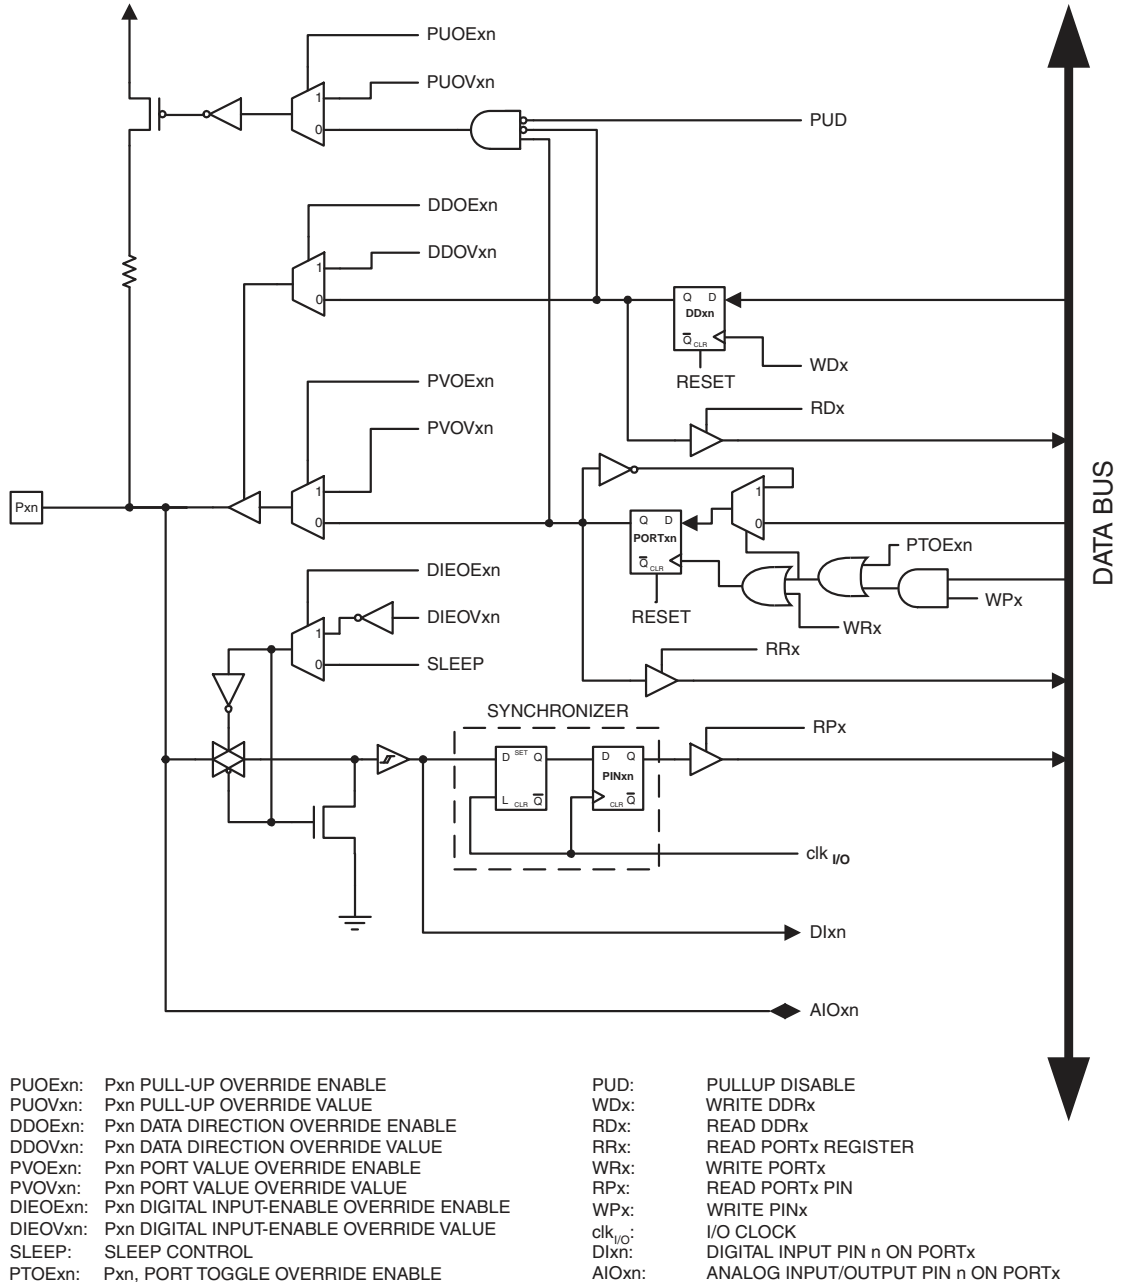 PUOExn
PUOVxn
1
0
PUD
DDOExn
DDOVxn
1
0
Q D
DDxn
Q CLR
WDx
RESET
PVOExn
RDx
PVOVxn
DATA BUS
1
0
Pxn
1
0
Q D
PORTxn
Q CLR
PTOExn
DIEOExn
WPx
RESET
DIEOVxn
WRx
1
0
SLEEP
RRx
SYNCHRONIZER
RPx
D SET Q
L CLR Q
D Q
PINxn
CLR Q
clk I/O
DIxn
AIOxn
PUOExn: Pxn PULL-UP OVERRIDE ENABLE
PUOVxn: Pxn PULL-UP OVERRIDE VALUE
DDOExn: Pxn DATA DIRECTION OVERRIDE ENABLE
DDOVxn: Pxn DATA DIRECTION OVERRIDE VALUE
PVOExn: Pxn PORT VALUE OVERRIDE ENABLE
PVOVxn: Pxn PORT VALUE OVERRIDE VALUE
DIEOExn: Pxn DIGITAL INPUT-ENABLE OVERRIDE ENABLE
DIEOVxn: Pxn DIGITAL INPUT-ENABLE OVERRIDE VALUE
SLEEP: SLEEP CONTROL
PTOExn: Pxn, PORT TOGGLE OVERRIDE ENABLE
PUD: PULLUP DISABLE
WDx: WRITE DDRx
RDx: READ DDRx
RRx: READ PORTx REGISTER
WRx: WRITE PORTx
RPx: READ PORTx PIN
WPx: WRITE PINx
clkI/O: I/O CLOCK
DIxn: DIGITAL INPUT PIN n ON PORTx
AIOxn: ANALOG INPUT/OUTPUT PIN n ON PORTx